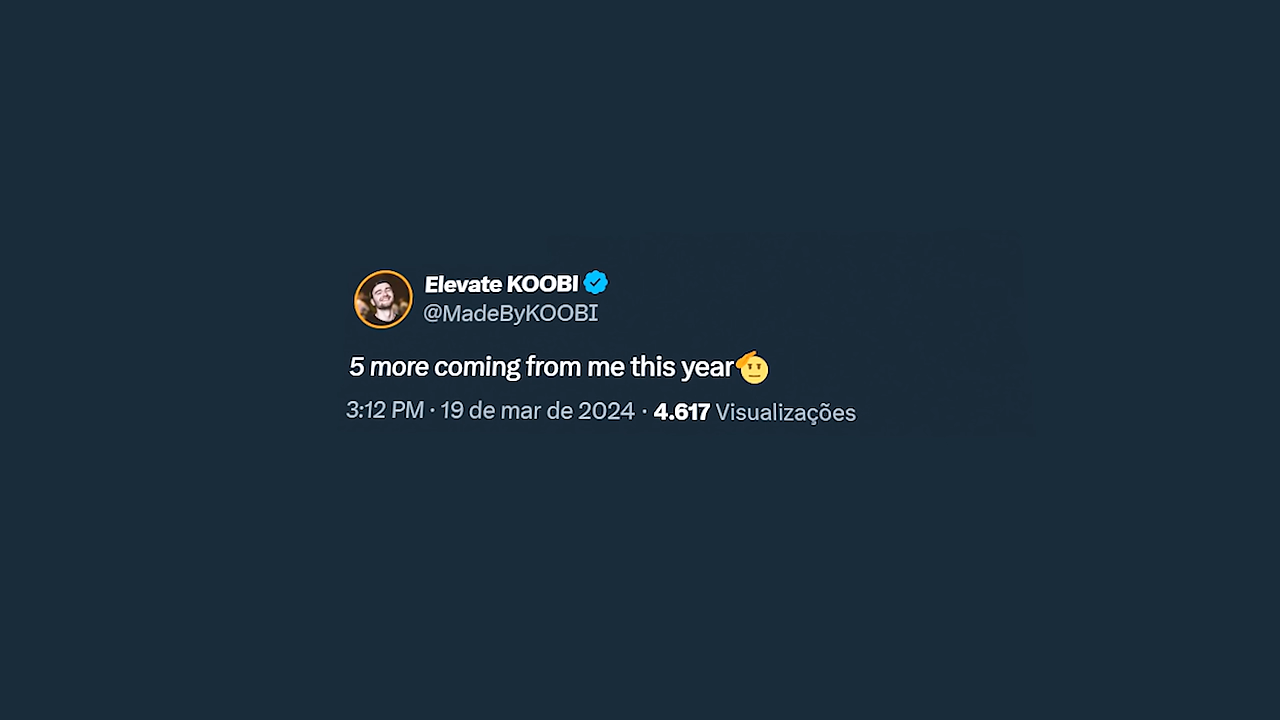 Elevate KOOBI
@MadeByKOOBI
5 more coming from me this year🫡
3:12 PM · 19 de mar de 2024 · 4.617 Visualizações